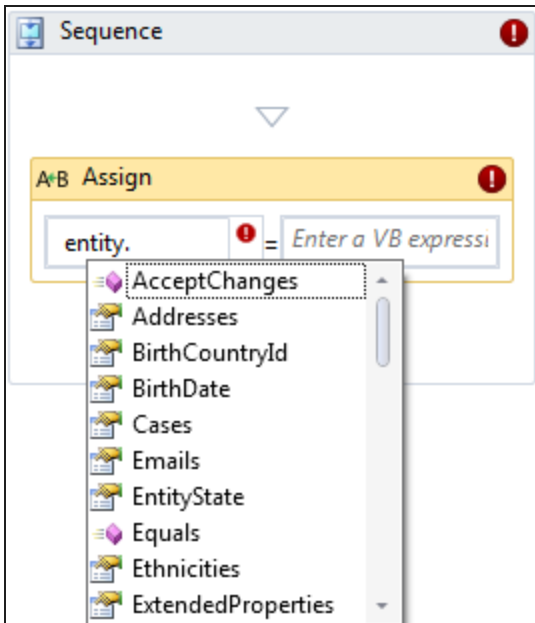 Sequence
A+B Assign
entity. = Enter a VB expressi
AcceptChanges
Addresses
BirthCountryId
BirthDate
Cases
Emails
EntityState
Equals
Ethnicities
ExtendedProperties